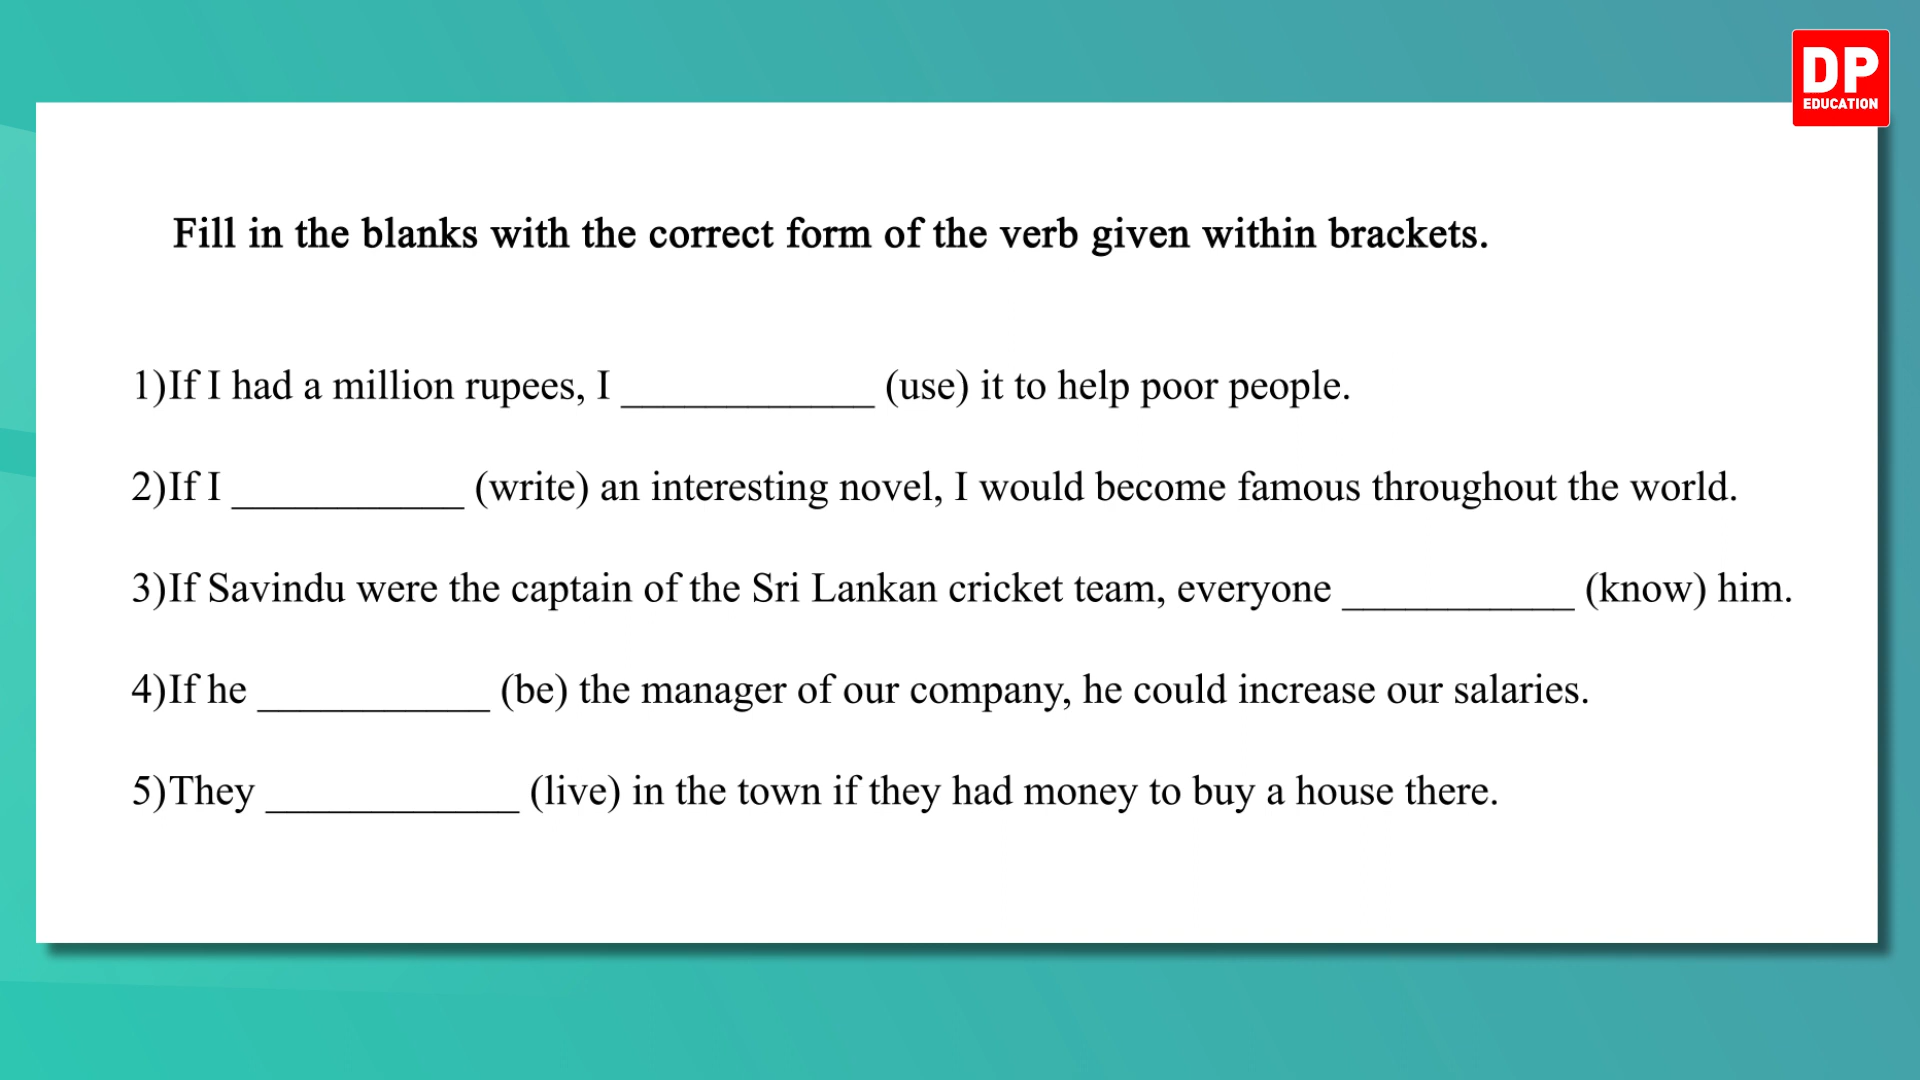 DP
EDUCATION
Fill in the blanks with the correct form of the verb given within brackets.
1)If I had a million rupees, I ____________ (use) it to help poor people.
2)If I ___________ (write) an interesting novel, I would become famous throughout the world.
3)If Savindu were the captain of the Sri Lankan cricket team, everyone ___________ (know) him.
4)If he ___________ (be) the manager of our company, he could increase our salaries.
5)They ____________ (live) in the town if they had money to buy a house there.